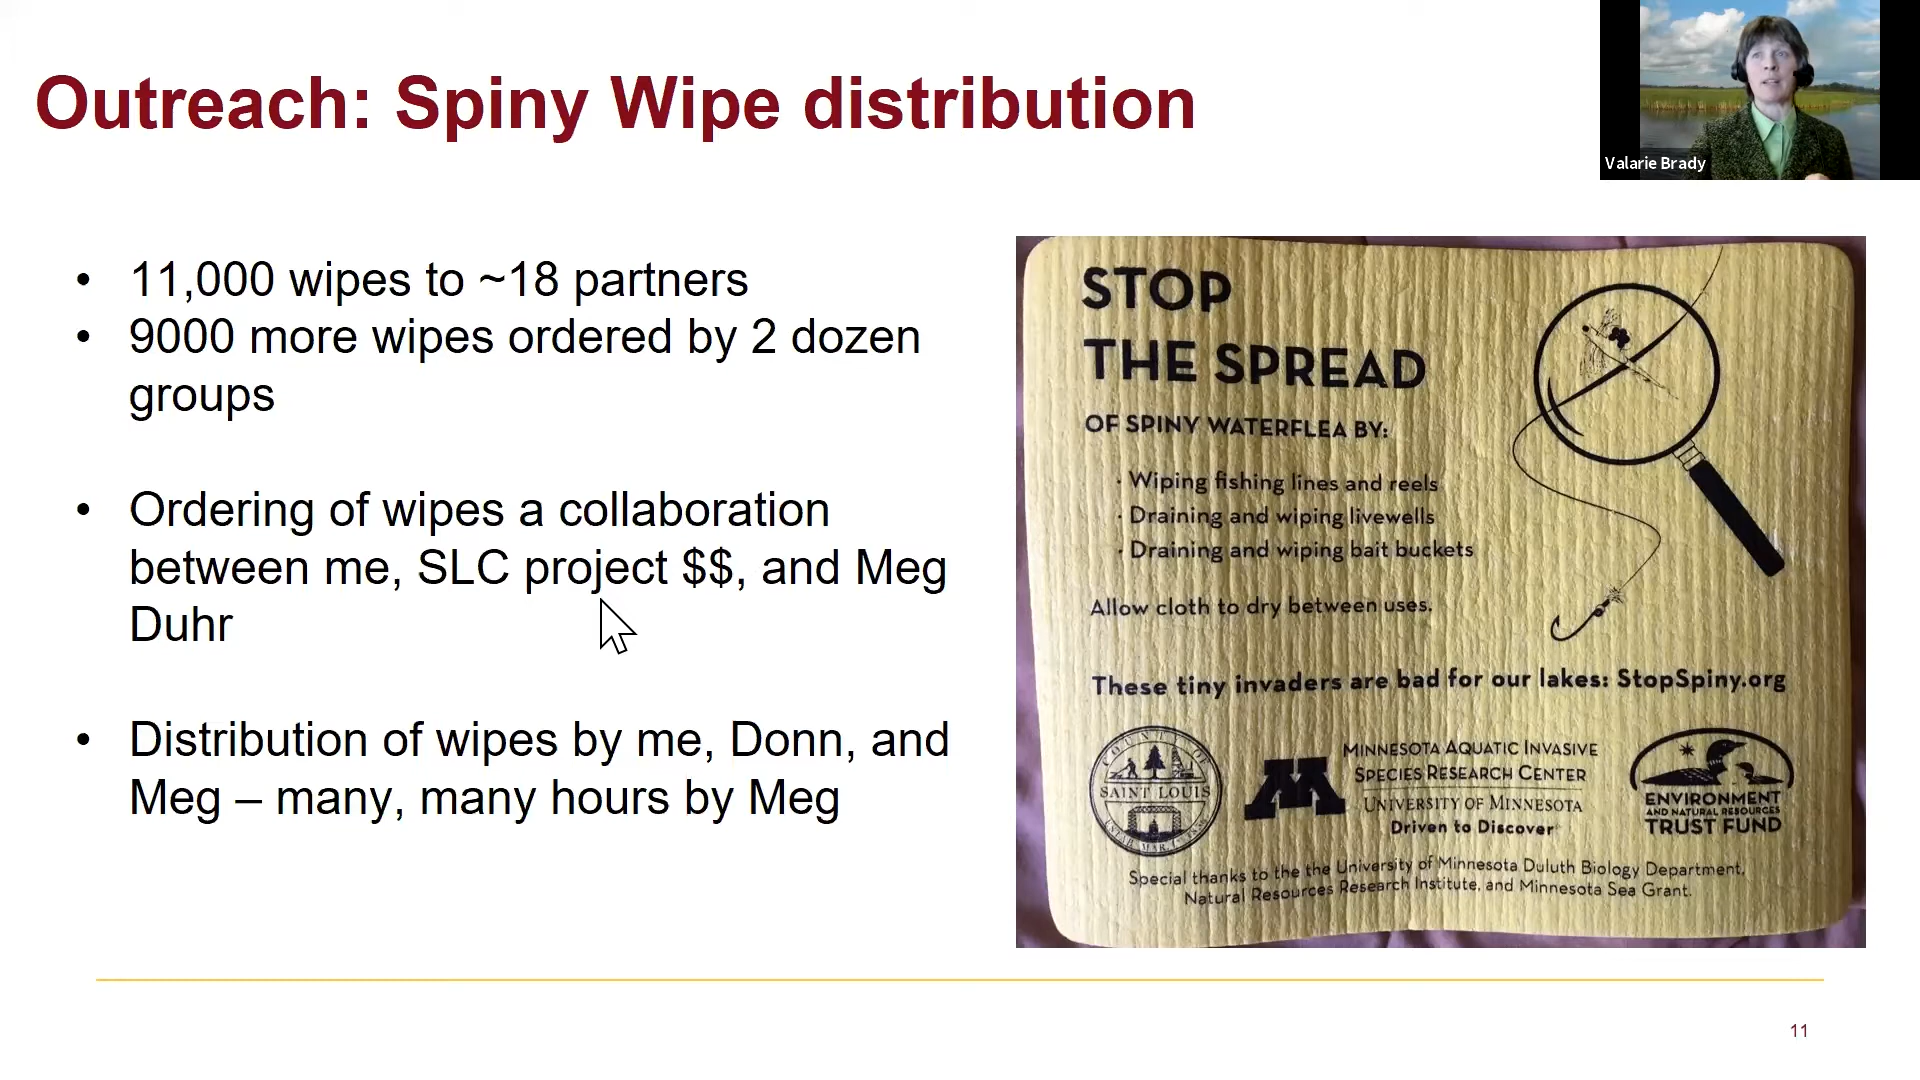 Outreach: Spiny Wipe distribution
Valarie Brady
• 11,000 wipes to ~18 partners
• 9000 more wipes ordered by 2 dozen
groups
• Ordering of wipes a collaboration
between me, SLC project $$, and Meg
Duhr
• Distribution of wipes by me, Donn, and
Meg – many, many hours by Meg
STOP
THE SPREAD
OF SPINY WATERFLEA BY:
· Wiping fishing lines and reels
· Draining and wiping livewells
· Draining and wiping bait buckets
Allow cloth to dry between uses.
These tiny invaders are bad for our lakes: StopSpiny.org
COUNTY OF
SAINT LOUIS
M
MINNESOTA AQUATIC INVASIVE
SPECIES RESEARCH CENTER
UNIVERSITY OF MINNESOTA
Driven to Discover
ENVIRONMENT
AND NATURAL RESOURCES
TRUST FUND
Special thanks to the the University of Minnesota Duluth Biology Department,
Natural Resources Research Institute, and Minnesota Sea Grant.
11